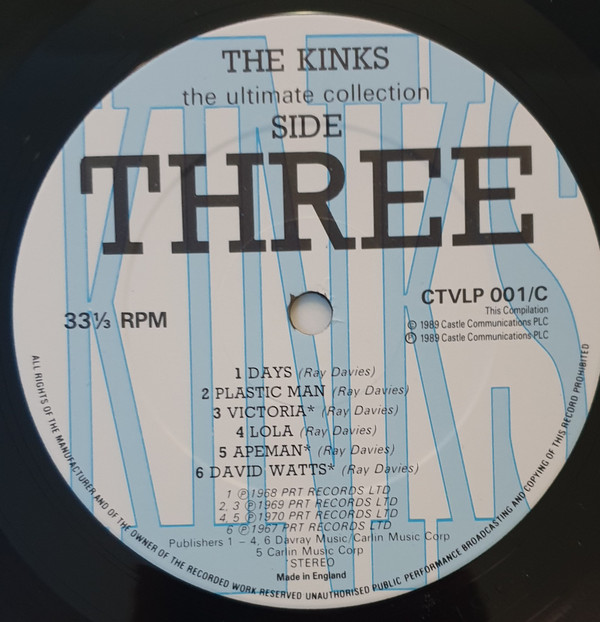 THE KINKS
the ultimate collection
SIDE
THREE
CTVLP 001/C
This Compilation
© 1989 Castle Communications PLC
℗ 1989 Castle Communications PLC
33⅓ RPM
1 DAYS (Ray Davies)
2 PLASTIC MAN (Ray Davies)
3 VICTORIA* (Ray Davies)
4 LOLA (Ray Davies)
5 APEMAN* (Ray Davies)
6 DAVID WATTS* (Ray Davies)
1 ℗1968 PRT RECORDS LTD
2, 3 ℗1969 PRT RECORDS LTD
4, 5 ℗1970 PRT RECORDS LTD
6 ℗1967 PRT RECORDS LTD
Publishers 1 - 4, 6 Davray Music/Carlin Music Corp
5 Carlin Music Corp
*STEREO
Made in England
ALL RIGHTS OF THE MANUFACTURER AND OF THE OWNER OF THE RECORDED WORK RESERVED UNAUTHORISED PUBLIC PERFORMANCE BROADCASTING AND COPYING OF THIS RECORD PROHIBITED
KINKS